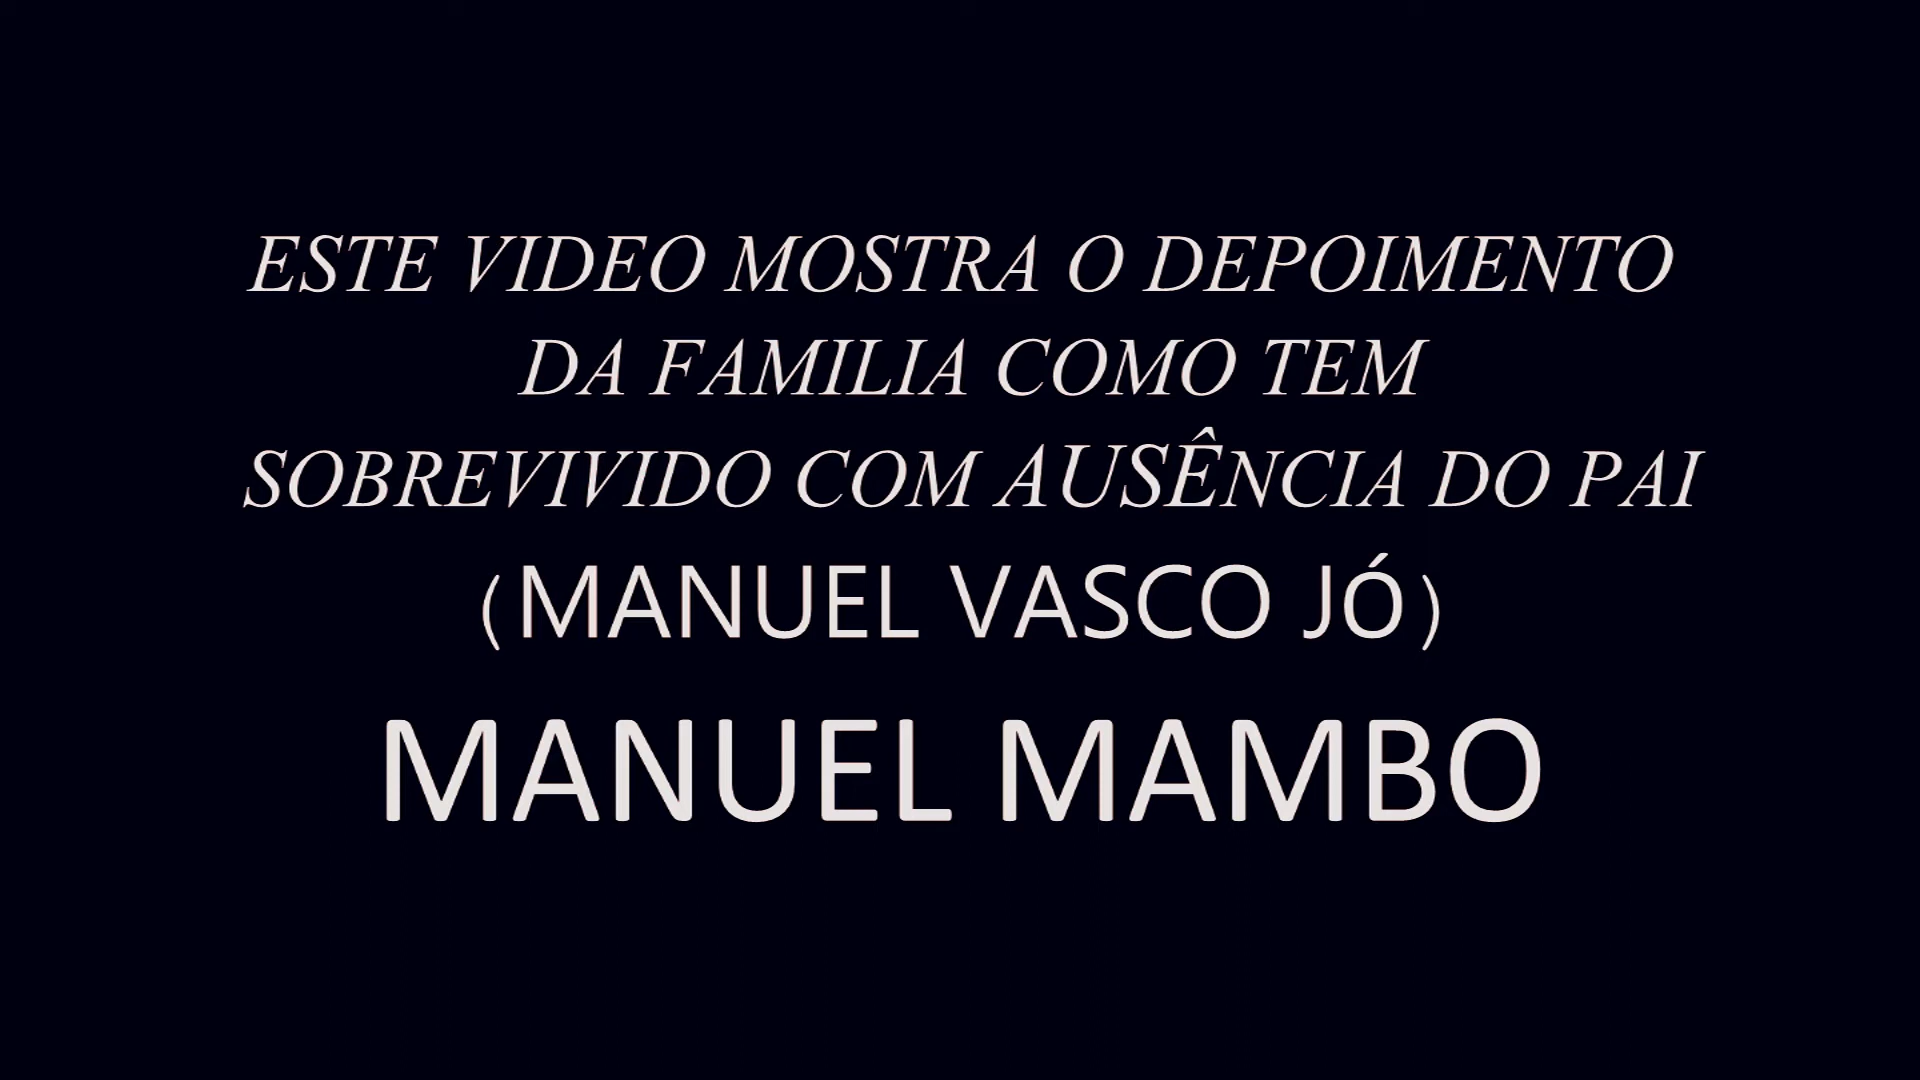 ESTE VIDEO MOSTRA O DEPOIMENTO
DA FAMILIA COMO TEM
SOBREVIVIDO COM AUSÊNCIA DO PAI
(MANUEL VASCO Jó)
MANUEL MAMBO